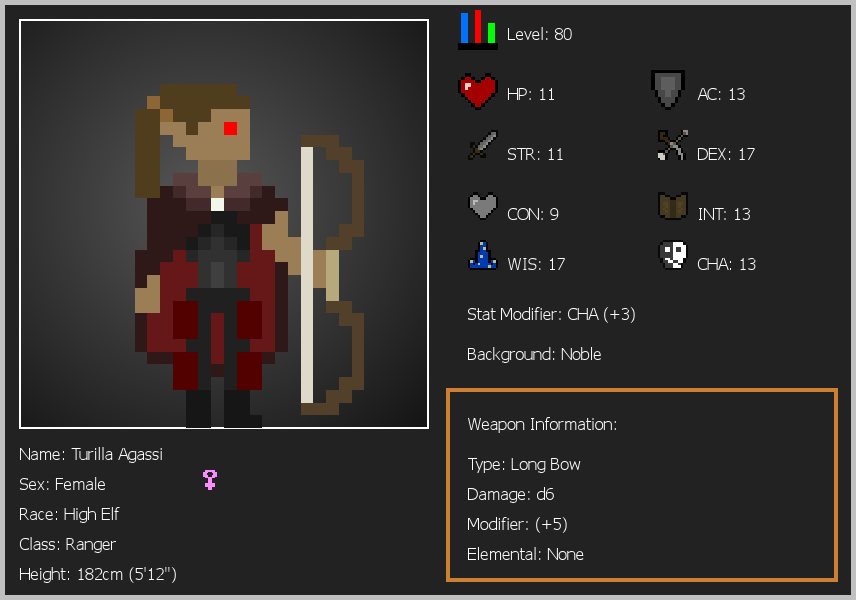 Level: 80
HP: 11
AC: 13
STR: 11
DEX: 17
CON: 9
INT: 13
WIS: 17
CHA: 13
Stat Modifier: CHA (+3)
Background: Noble
Weapon Information:
Type: Long Bow
Damage: d6
Modifier: (+5)
Elemental: None
Name: Turilla Agassi
Sex: Female
Race: High Elf
Class: Ranger
Height: 182cm (5'12")